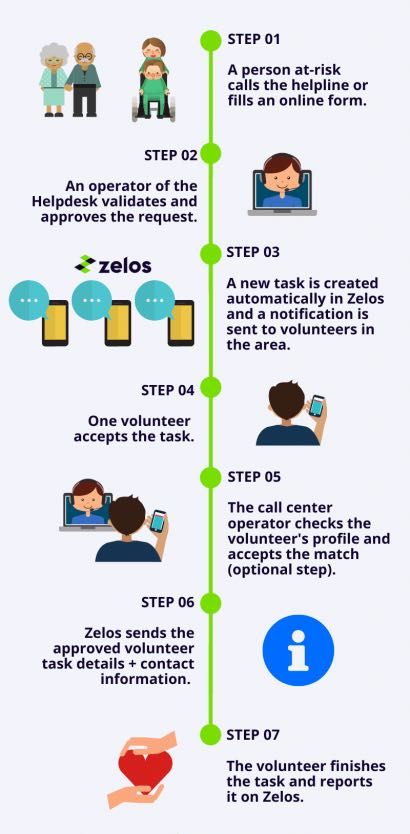 STEP 01
A person at-risk
calls the helpline or
fills an online form.
STEP 02
An operator of the
Helpdesk validates and
approves the request.
zelos
STEP 03
A new task is created
automatically in Zelos
and a notification is
sent to volunteers in
the area.
STEP 04
One volunteer
accepts the task.
STEP 05
The call center
operator checks the
volunteer's profile and
accepts the match
(optional step).
STEP 06
Zelos sends the
approved volunteer
task details + contact
information.
STEP 07
The volunteer finishes
the task and reports
it on Zelos.